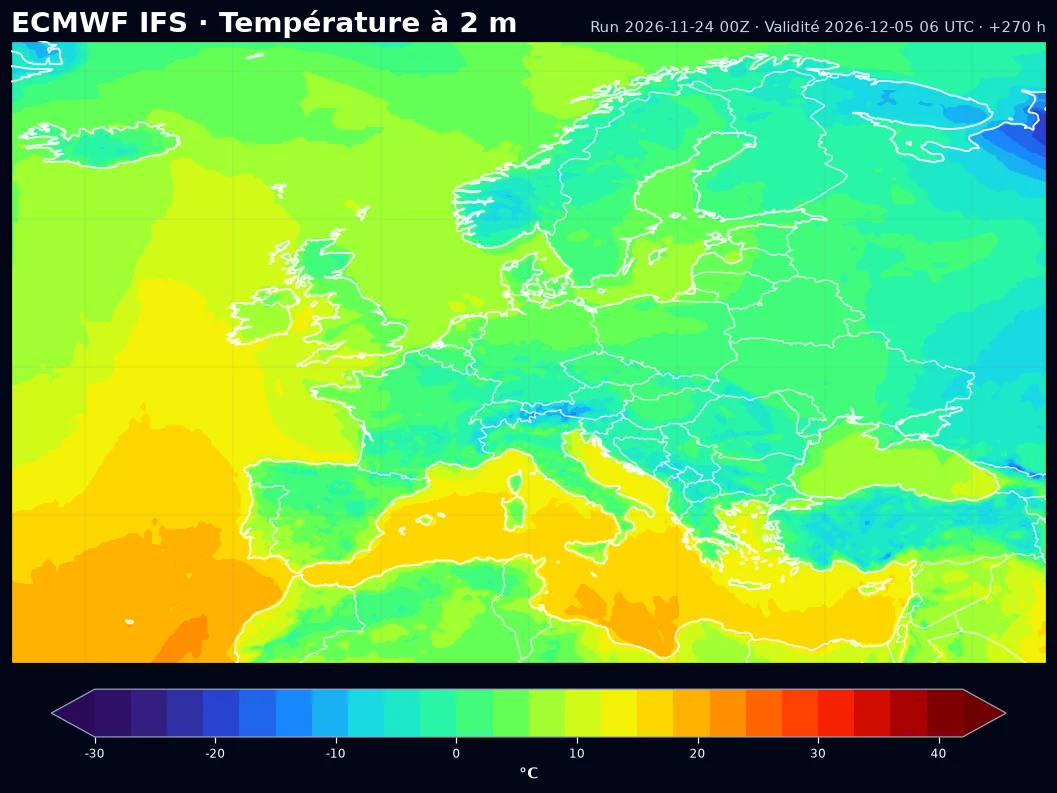 ECMWF IFS · Température à 2 m
Run 2026-11-24 00Z · Validité 2026-12-05 06 UTC · +270 h
-30 -20 -10 0 10 20 30 40
°C